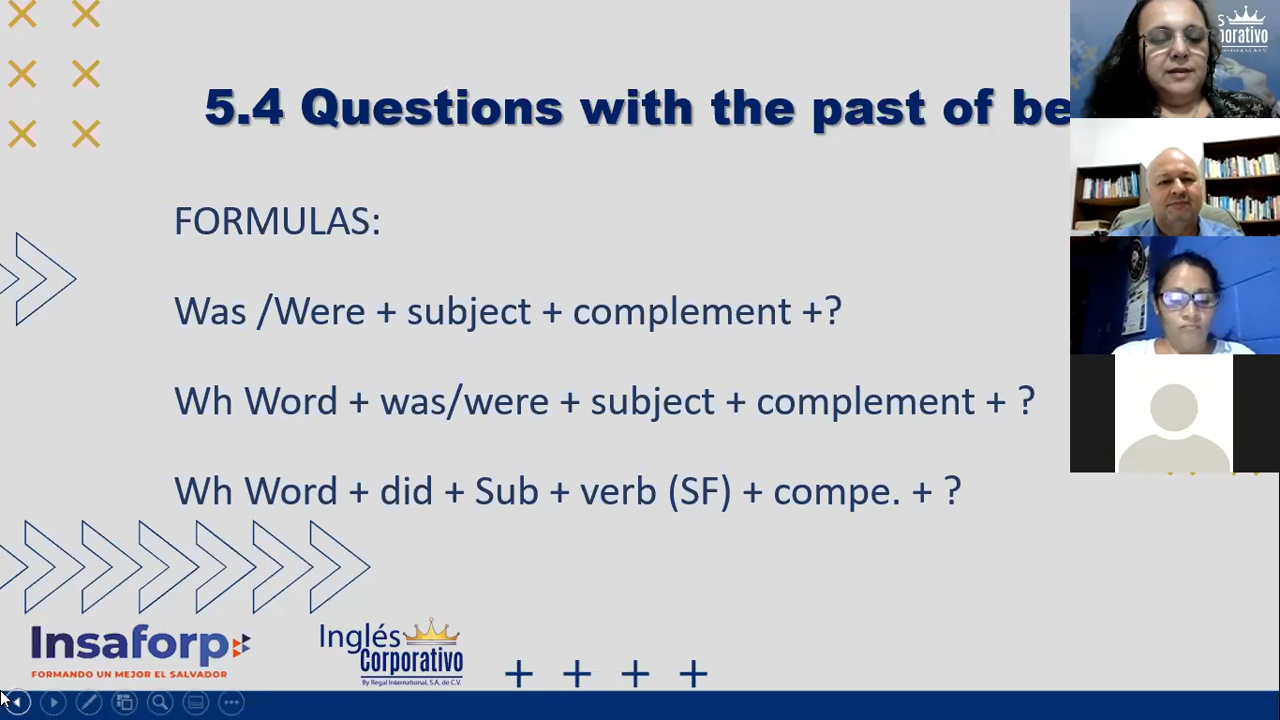 5.4 Questions with the past of be
FORMULAS:
Was /Were + subject + complement +?
Wh Word + was/were + subject + complement + ?
Wh Word + did + Sub + verb (SF) + compe. + ?
Insaforp
FORMANDO UN MEJOR EL SALVADOR
Inglés
Corporativo
By Regal International, S.A. de C.V.